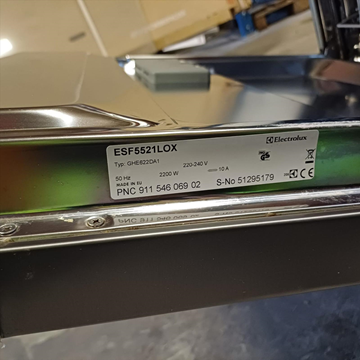 ESF5521LOX
Electrolux
Typ: GHE622DA1
220-240 V
50 Hz
2200 W
10 A
MADE IN EU
PNC 911 546 069 02
S-No 51295179
CE